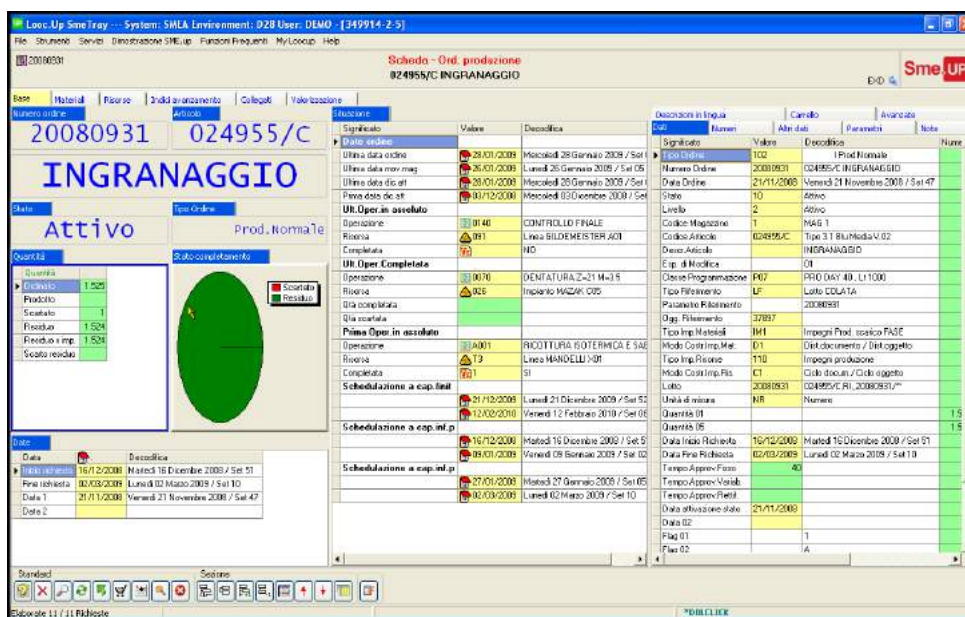 Looc.Up SmeTray --- System: SMEA Environment: D28 User: DEMO - [349914-2-5]
File Strumenti Servizi Dimostrazione SME.up Funzioni Frequenti My Loocup Help
20080931
Scheda - Ord. produzione
024955/C INGRANAGGIO
EXD
Sme.UP
Base Materiali Risorse Indici avanzamento Collegati Valorizzazione
Numero ordine Articolo
20080931 024955/C
INGRANAGGIO
Stato Tipo Ordine
Attivo Prod.Normale
Quantità Stato completamento
Quantità
Ordinato 1.525
Prodotto
Scartato 1
Residuo 1.524
Residuo x imp. 1.524
Scarto residuo
Scartato
Residuo
Date
Data Decodifica
Inizio richiesto 16/12/2008 Martedì 16 Dicembre 2008 / Set 51
Fine richiesta 02/03/2009 Lunedì 02 Marzo 2009 / Set 10
Data 1 21/11/2008 Venerdì 21 Novembre 2008 / Set 47
Data 2
Situazione
Significato Valore Decodifica
Date ordine
Ultima data ordine 28/01/2009 Mercoledì 28 Gennaio 2009 / Set
Ultima data mov.mag 26/01/2009 Lunedì 26 Gennaio 2009 / Set 05
Ultima data dic.att 28/01/2009 Mercoledì 28 Gennaio 2009 / Set
Prima data dic.att 03/12/2008 Mercoledì 03 Dicembre 2008 / Set
Ult.Oper.in assoluto
Operazione 0140 CONTROLLO FINALE
Risorsa 091 Linea GILDEMEISTER A01
Completata NO
Ult.Oper.Completata
Operazione 0070 DENTATURA Z=21 M=3.5
Risorsa 026 Impianto MAZAK C05
Qtà completata
Qtà scartata
Prima Oper.in assoluto
Operazione A001 RICOTTURA ISOTERMICA E SAB
Risorsa T3 Linea MANDELLI X01
Completata 1 SI
Schedulazione a cap.finit
21/12/2009 Lunedì 21 Dicembre 2009 / Set 52
12/02/2010 Venerdì 12 Febbraio 2010 / Set 06
Schedulazione a cap.inf.p
16/12/2008 Martedì 16 Dicembre 2008 / Set 5
09/01/2009 Venerdì 09 Gennaio 2009 / Set 02
Schedulazione a cap.inf.p
27/01/2009 Martedì 27 Gennaio 2009 / Set 05
02/03/2009 Lunedì 02 Marzo 2009 / Set 10
Descrizioni in lingua Carrello Avanzate
Dati Numeri Altri dati Parametri Note
Significato Valore Decodifica Nume
Tipo Ordine 102 I Prod Normale
Numero Ordine 20080931 024955/C INGRANAGGIO
Data Ordine 21/11/2008 Venerdì 21 Novembre 2008 / Set 47
Stato 10 Attivo
Livello 2 Attivo
Codice Magazzino 1 MAG 1
Codice Articolo 024955/C Tipo 3.1 BluMedia V.02
Descr.Articolo INGRANAGGIO
Esp. di Modifica 01
Classe Programmazione P07 PRO DAY 40 , Lt 1000
Tipo Riferimento LF Lotto COLATA
Parametro Riferimento 20080931
Ogg. Riferimento 37897
Tipo Imp.Materiali IM1 Impegni Prod. scarico FASE
Modo Costr.Imp.Mat. D1 Dist.documento / Dist.oggetto
Tipo Imp.Risorse 110 Impegni produzione
Modo Costr.Imp.Ris. C1 Ciclo docum./ Ciclo oggetto
Lotto 20080931 024955/C RI_20080931/**
Unità di misura NR Numero
Quantità 01 1.5
Quantità 05 1.5
Data Inizio Richiesta 16/12/2008 Martedì 16 Dicembre 2008 / Set 51
Data Fine Richiesta 02/03/2009 Lunedì 02 Marzo 2009 / Set 10
Tempo Approv.Fisso 40
Tempo Approv.Variab.
Tempo Approv.Rettif.
Data attivazione stato 21/11/2008
Data 02
Flag 01 1
Flag 02 A
Standard Sezione
Elaborate 11 / 11 Richieste *DBLCLICK